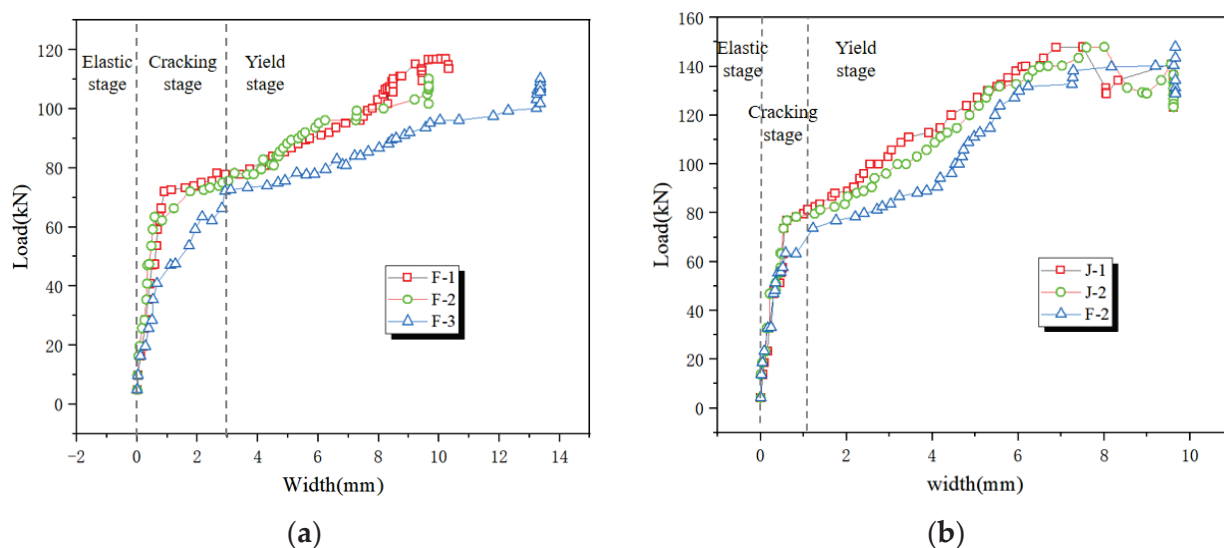 120
100
80
60
40
20
0
Load(kN)
Elastic
stage
Cracking
stage
Yield
stage
F-1
F-2
F-3
−2
0
2
4
6
8
10
12
14
Width(mm)
(a)
160
140
120
100
80
60
40
20
0
Load(kN)
Elastic
stage
Cracking
stage
Yield
stage
J-1
J-2
F-2
0
2
4
6
8
10
width(mm)
(b)